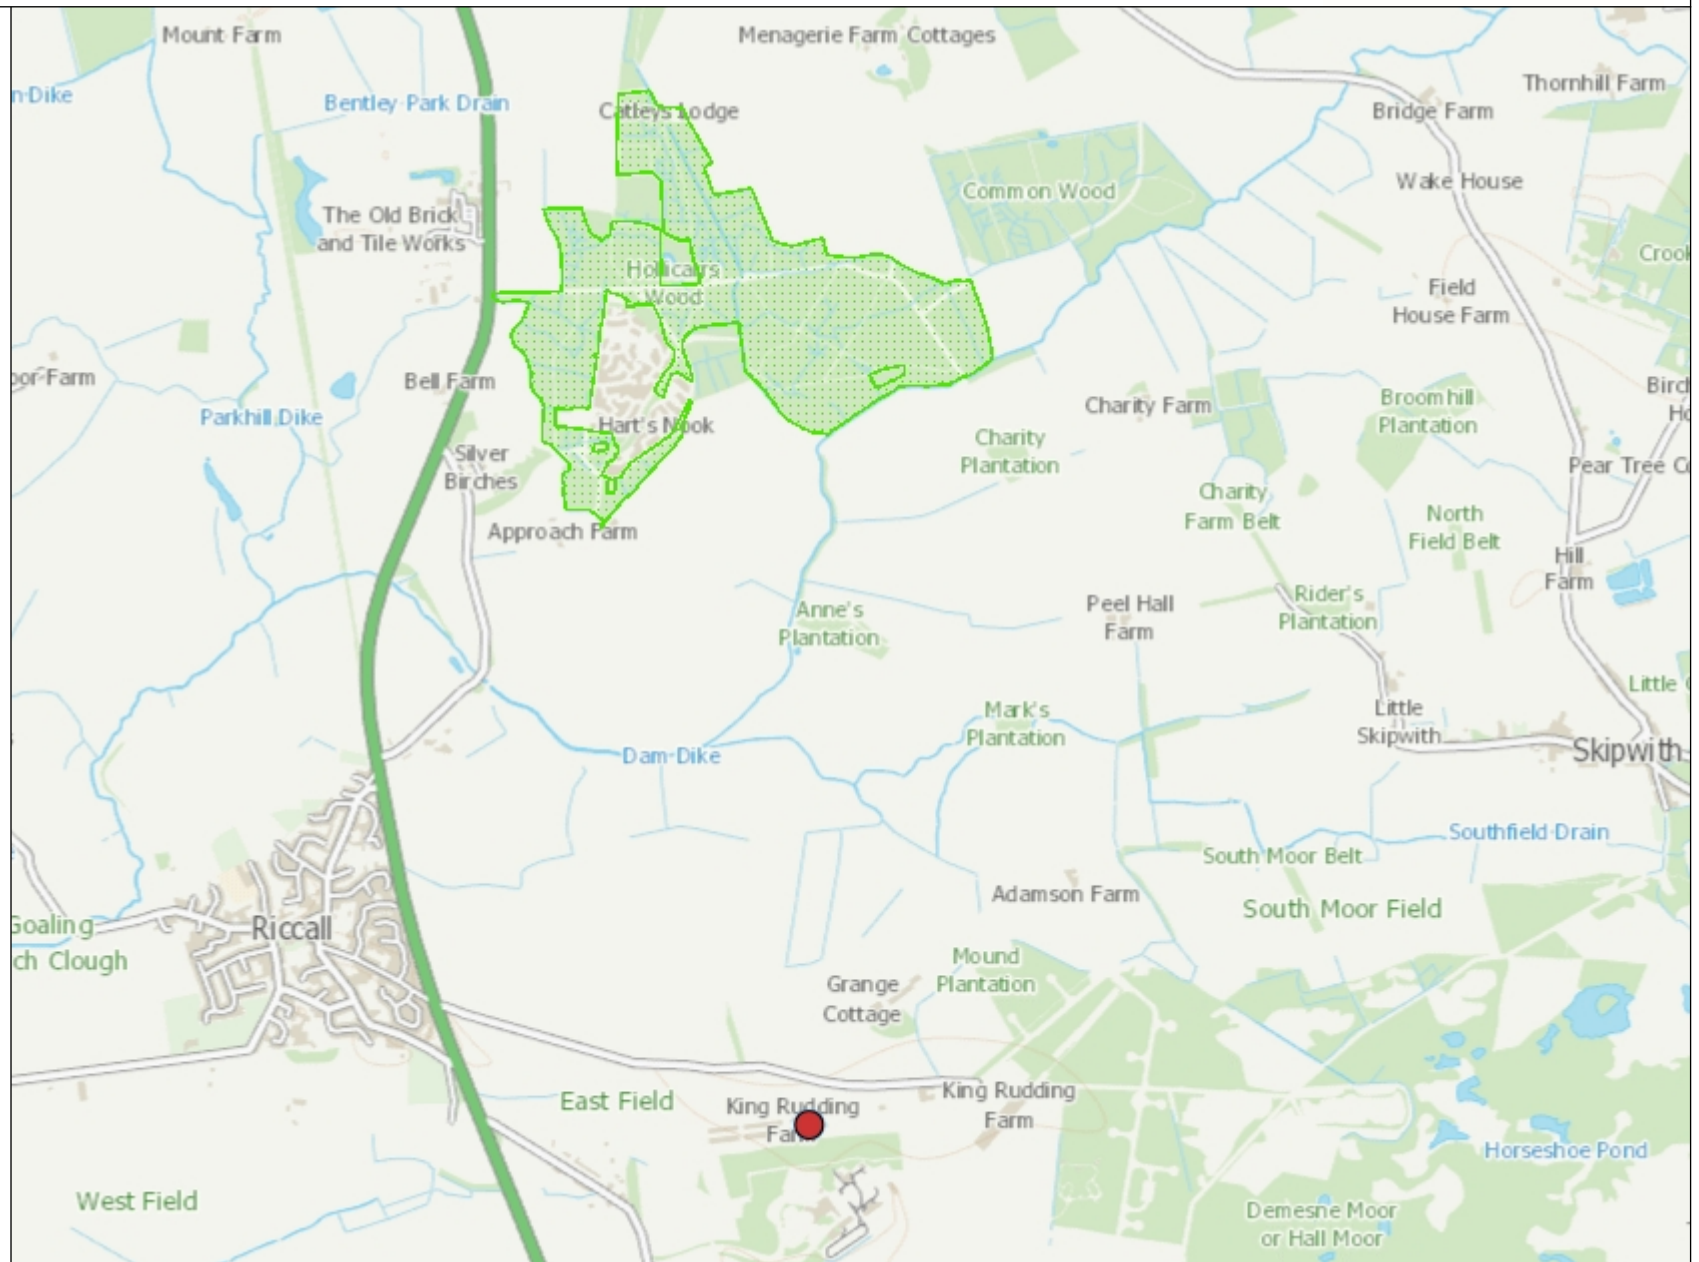 Mount Farm
Menagerie Farm Cottages
Thornhill Farm
Bentley Park Drain
Catleys Lodge
Bridge Farm
Common Wood
Wake House
The Old Brick
and Tile Works
Hollicarrs
Wood
Field
House Farm
Bell Farm
Parkhill Dike
Charity Farm
Broomhill
Plantation
Hart's Nook
Silver
Birches
Charity
Plantation
Pear Tree
Charity
Farm Belt
North
Field Belt
Approach Farm
Hill
Farm
Anne's
Plantation
Peel Hall
Farm
Rider's
Plantation
Little
Mark's
Plantation
Little
Skipwith
Skipwith
Dam Dike
Southfield Drain
South Moor Belt
Adamson Farm
South Moor Field
Goaling
ch Clough
Riccall
Mound
Plantation
Grange
Cottage
King Rudding
Farm
East Field
King Rudding
Horseshoe Pond
West Field
Demesne Moor
or Hall Moor